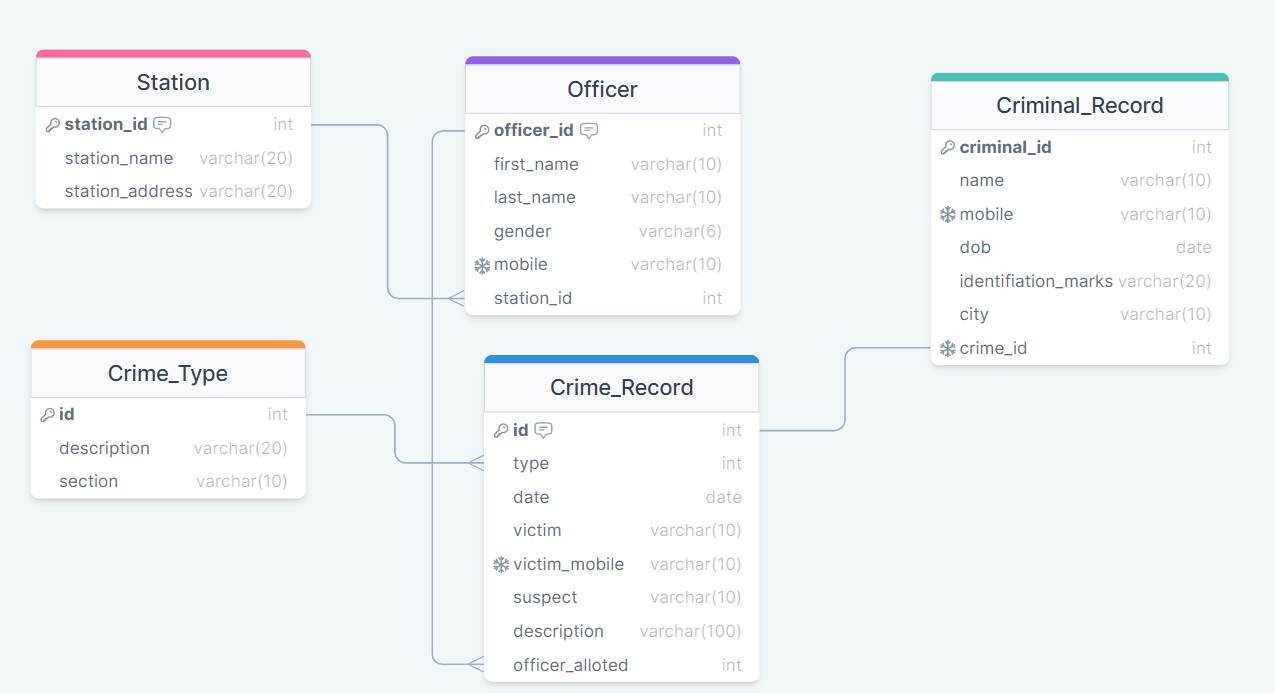 Station
station_id int
station_name varchar(20)
station_address varchar(20)
Officer
officer_id int
first_name varchar(10)
last_name varchar(10)
gender varchar(6)
mobile varchar(10)
station_id int
Criminal_Record
criminal_id int
name varchar(10)
mobile varchar(10)
dob date
identifiation_marks varchar(20)
city varchar(10)
crime_id int
Crime_Type
id int
description varchar(20)
section varchar(10)
Crime_Record
id int
type int
date date
victim varchar(10)
victim_mobile varchar(10)
suspect varchar(10)
description varchar(100)
officer_alloted int